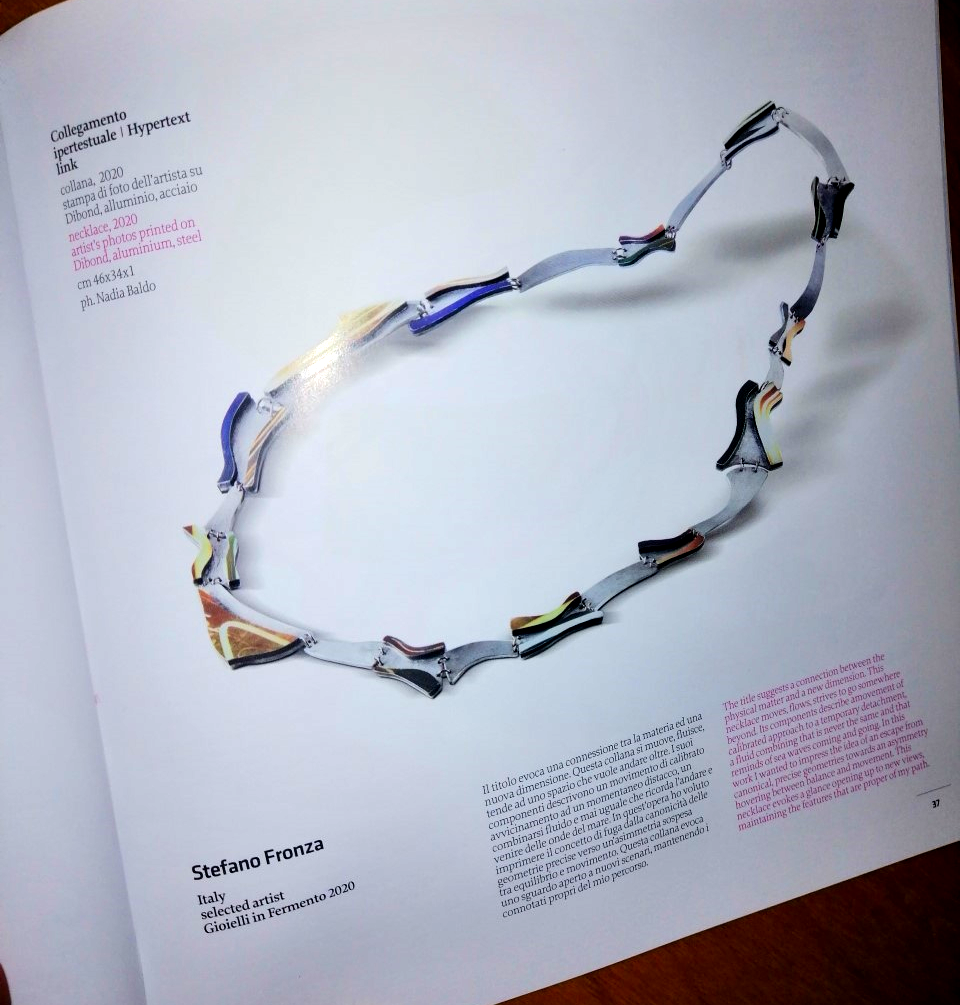 Collegamento
ipertestuale | Hypertext
link
collana, 2020
stampa di foto dell'artista su
Dibond, alluminio, acciaio
necklace, 2020
artist's photos printed on
Dibond, aluminium, steel
cm 46x34x1
ph. Nadia Baldo
Stefano Fronza
Italy
selected artist
Gioielli in Fermento 2020
Il titolo evoca una connessione tra la materia ed una
nuova dimensione. Questa collana si muove, fluisce,
tende ad uno spazio che vuole andare oltre. I suoi
componenti descrivono un movimento di calibrato
avvicinamento ad un momentaneo distacco, un
combinarsi fluido e mai uguale che ricorda l'andare e
venire delle onde del mare. In quest'opera ho voluto
imprimere il concetto di fuga dalla canonicità delle
geometrie precise verso un'asimmetria sospesa
tra equilibrio e movimento. Questa collana evoca
uno sguardo aperto a nuovi scenari, mantenendo i
connotati propri del mio percorso.
The title suggests a connection between the
physical matter and a new dimension. This
necklace moves, flows, strives to go somewhere
beyond. Its components describe amovement of
calibrated approach to a temporary detachment,
a fluid combining that is never the same and that
reminds of sea waves coming and going. In this
work I wanted to impress the idea of an escape from
canonical, precise geometries towards an asymmetry
hovering between balance and movement. This
necklace evokes a glance opening up to new views,
maintaining the features that are proper of my path.
37